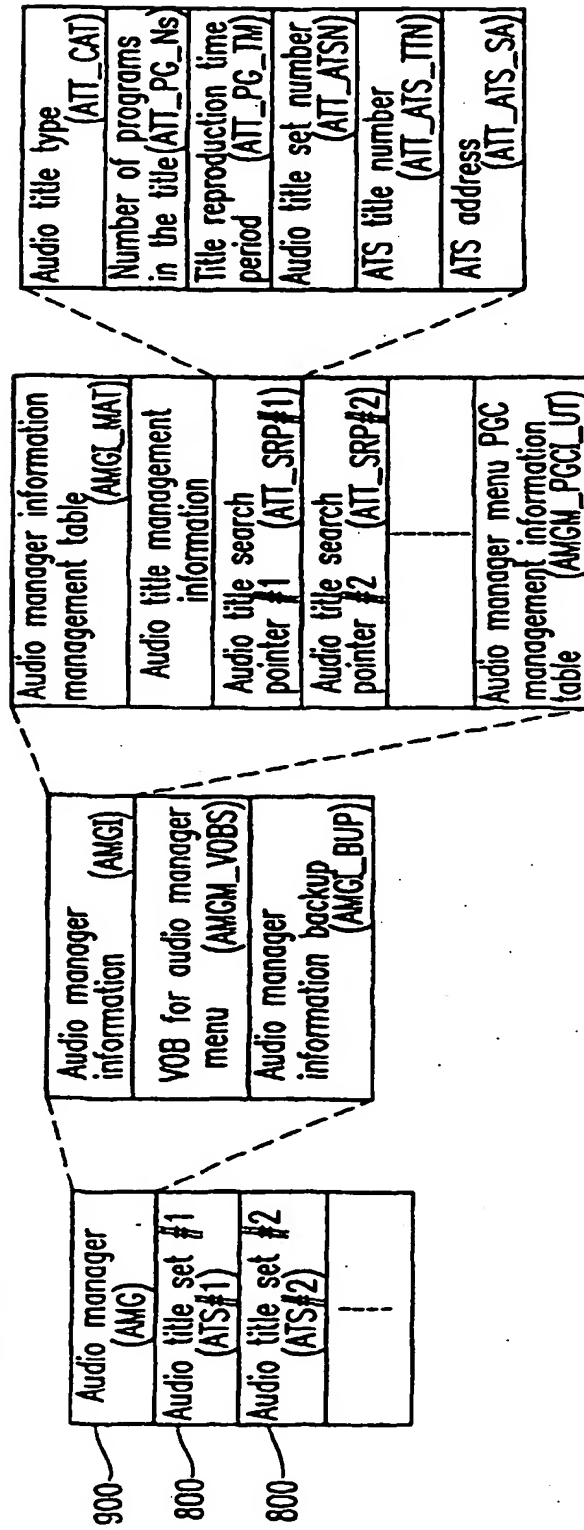 900
Audio manager
(AMG)
800
Audio title set #1
(ATS#1)
800
Audio title set #2
(ATS#2)
Audio manager
information (AMGI)
VOB for audio manager
menu (AMGM_VOBS)
Audio manager
information backup
(AMGI_BUP)
Audio manager information
management table
(AMGI_MAT)
Audio title management
information
Audio title search
pointer #1 (ATT_SRP#1)
Audio title search
pointer #2 (ATT_SRP#2)
Audio manager menu PGC
management information
table (AMGM_PGCI_UT)
Audio title type
(ATT_CAT)
Number of programs
in the title (ATT_PG_Ns)
Title reproduction time
period (ATT_PG_TM)
Audio title set number
(ATT_ATSN)
ATS title number
(ATT_ATS_TTN)
ATS address
(ATT_ATS_SA)